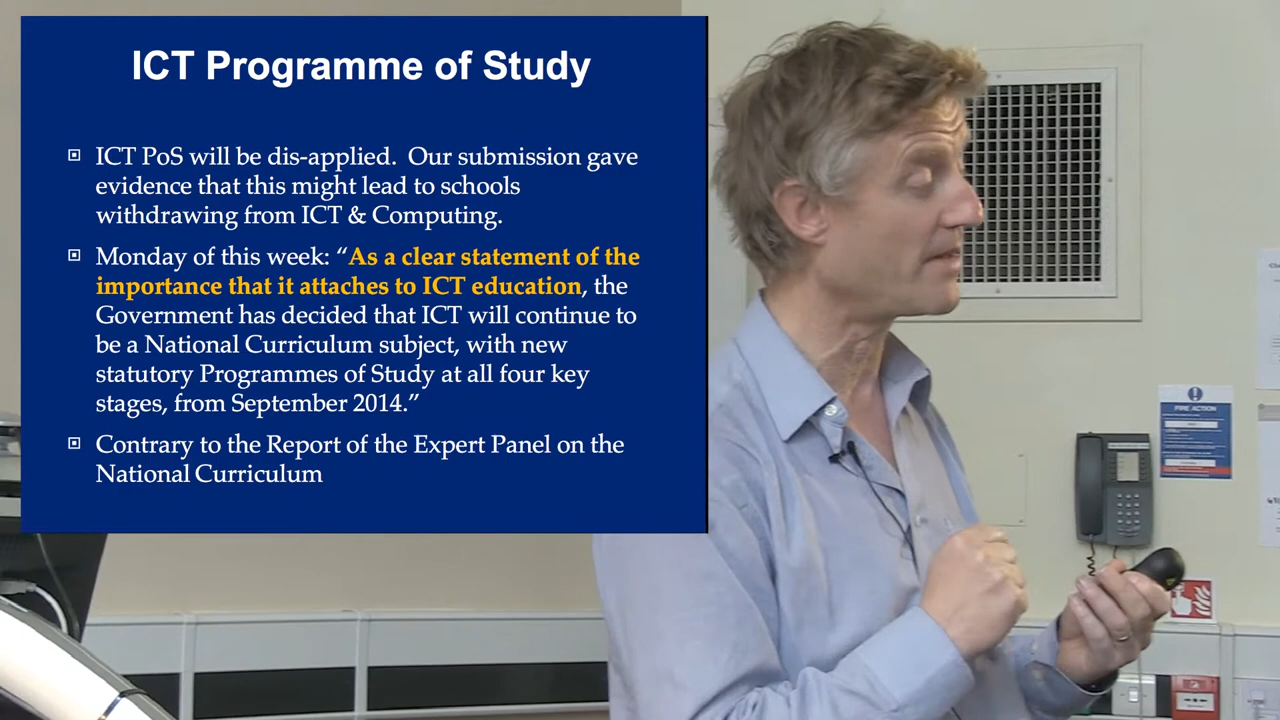 ICT Programme of Study
ICT PoS will be dis-applied.  Our submission gave
evidence that this might lead to schools
withdrawing from ICT & Computing.
Monday of this week: “As a clear statement of the
importance that it attaches to ICT education, the
Government has decided that ICT will continue to
be a National Curriculum subject, with new
statutory Programmes of Study at all four key
stages, from September 2014.”
Contrary to the Report of the Expert Panel on the
National Curriculum
FIRE ACTION